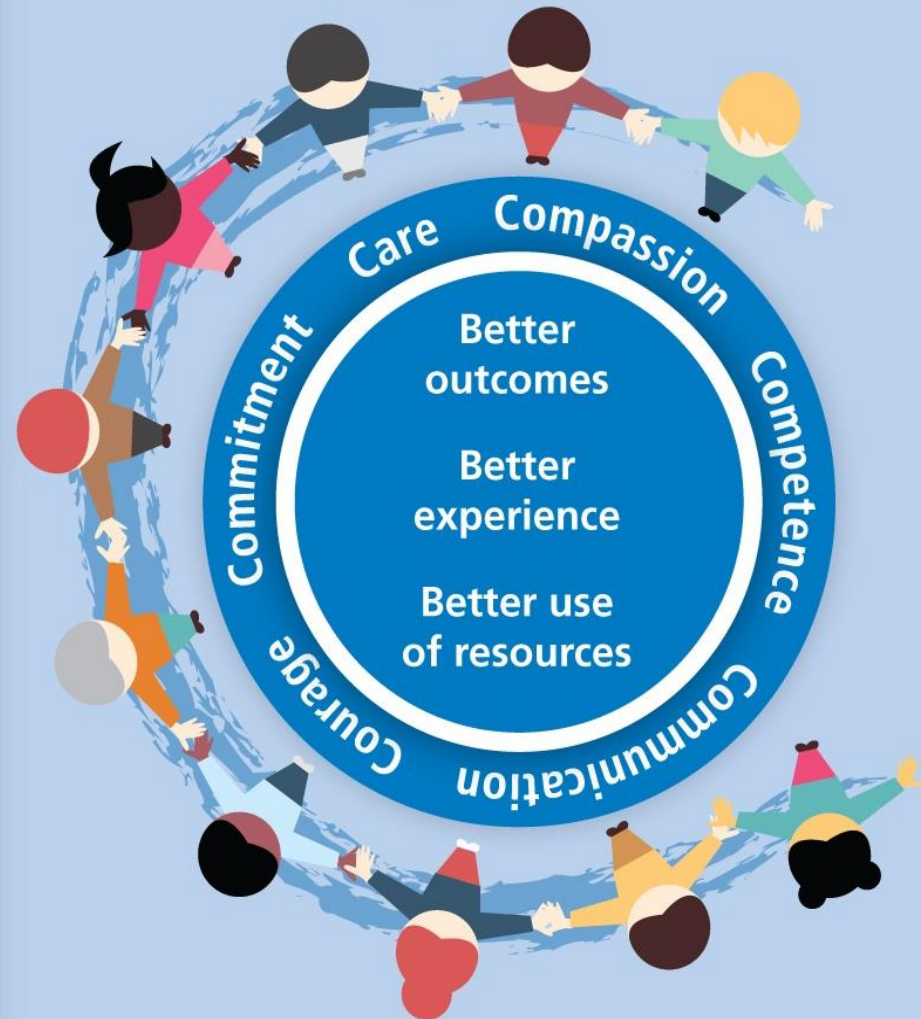 Care
Compassion
Competence
Communication
Courage
Commitment
Better
outcomes
Better
experience
Better use
of resources